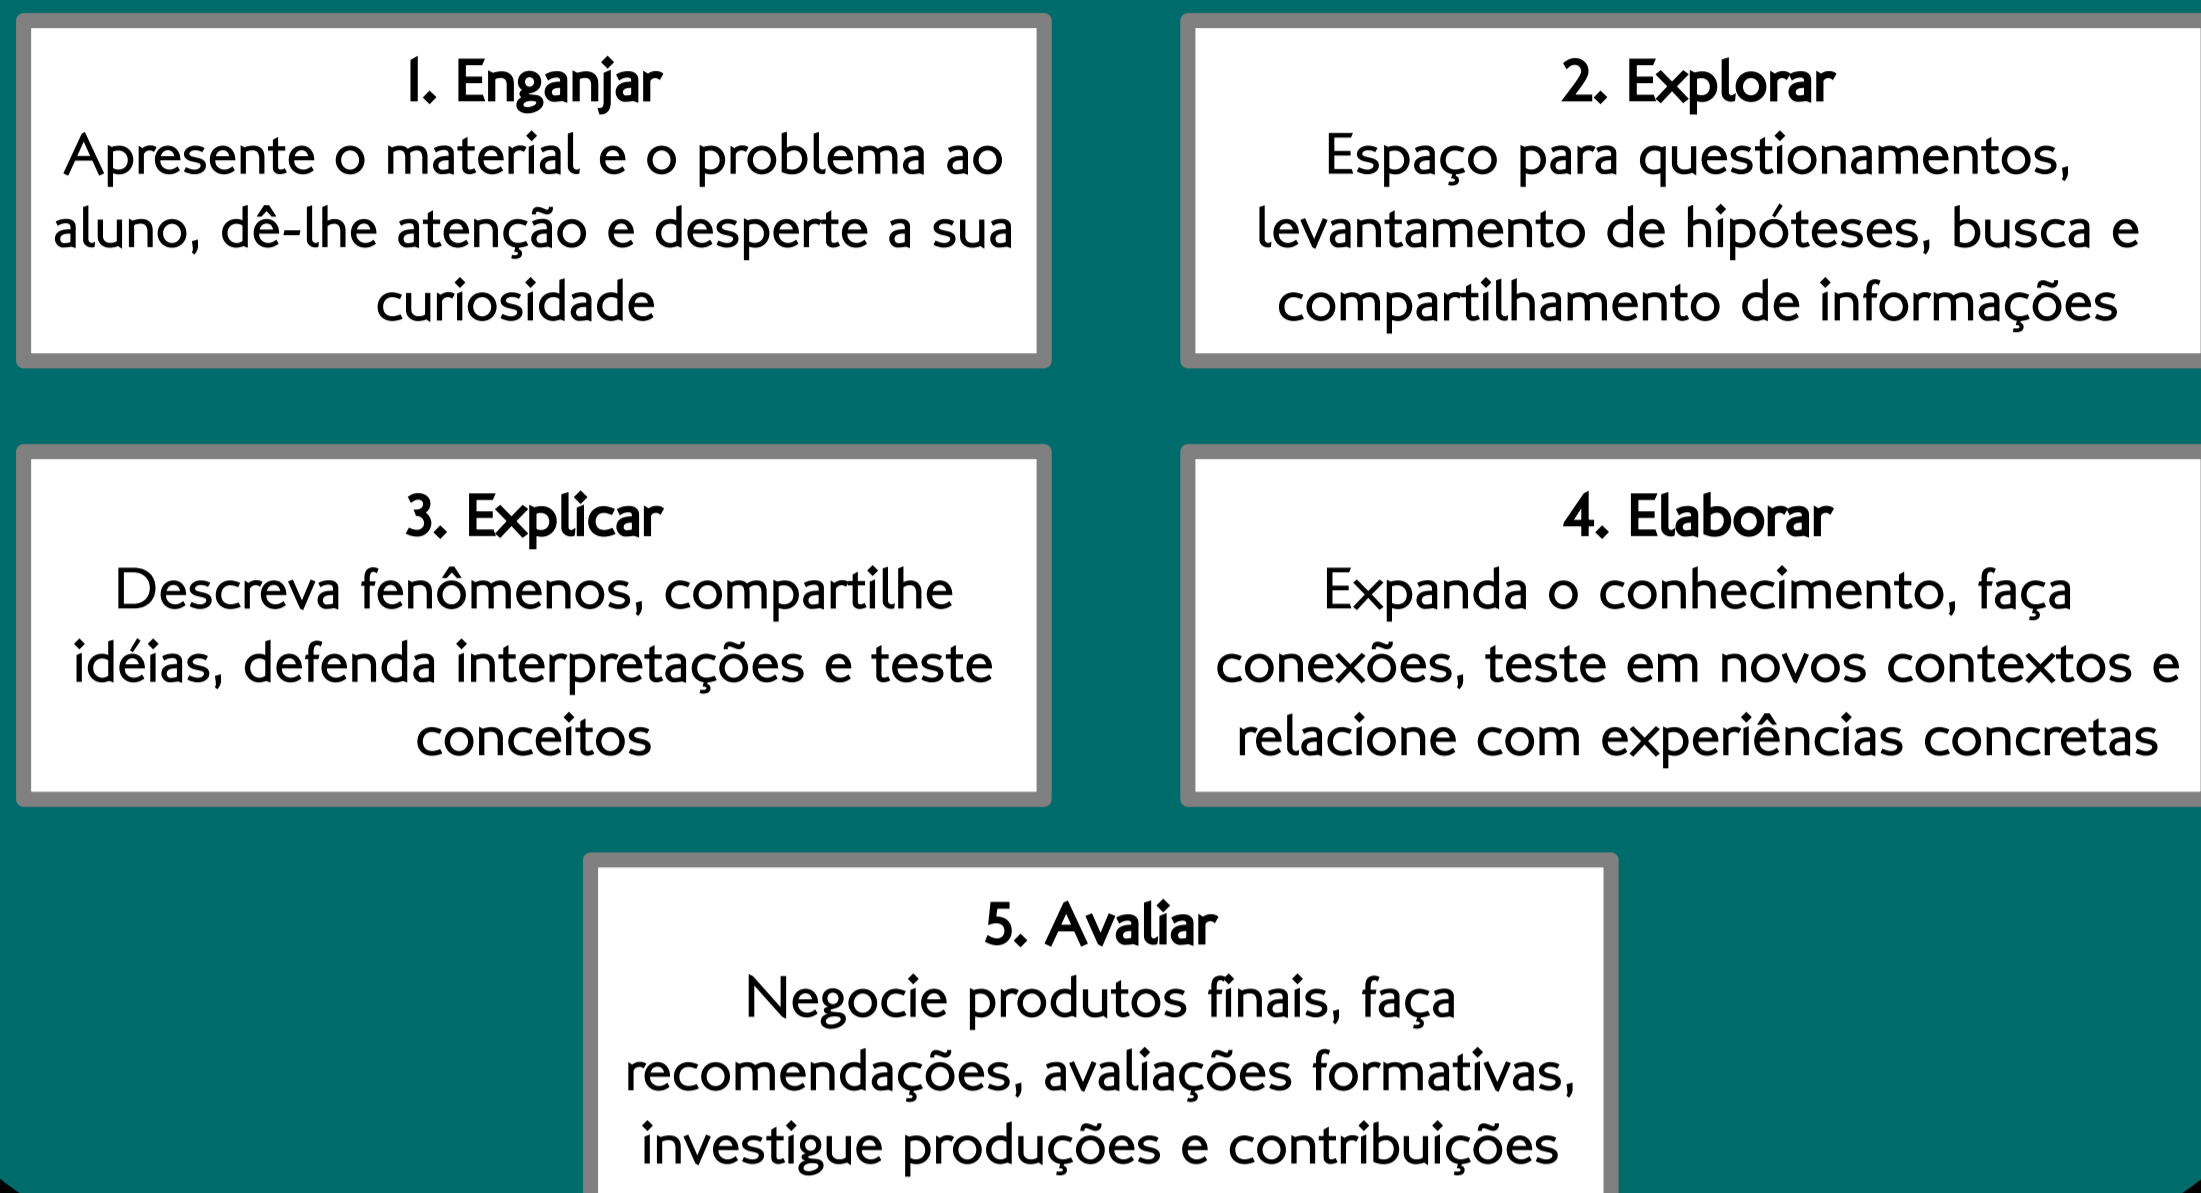 1. Enganjar
Apresente o material e o problema ao
aluno, dê-lhe atenção e desperte a sua
curiosidade
2. Explorar
Espaço para questionamentos,
levantamento de hipóteses, busca e
compartilhamento de informações
3. Explicar
Descreva fenômenos, compartilhe
idéias, defenda interpretações e teste
conceitos
4. Elaborar
Expanda o conhecimento, faça
conexões, teste em novos contextos e
relacione com experiências concretas
5. Avaliar
Negocie produtos finais, faça
recomendações, avaliações formativas,
investigue produções e contribuições